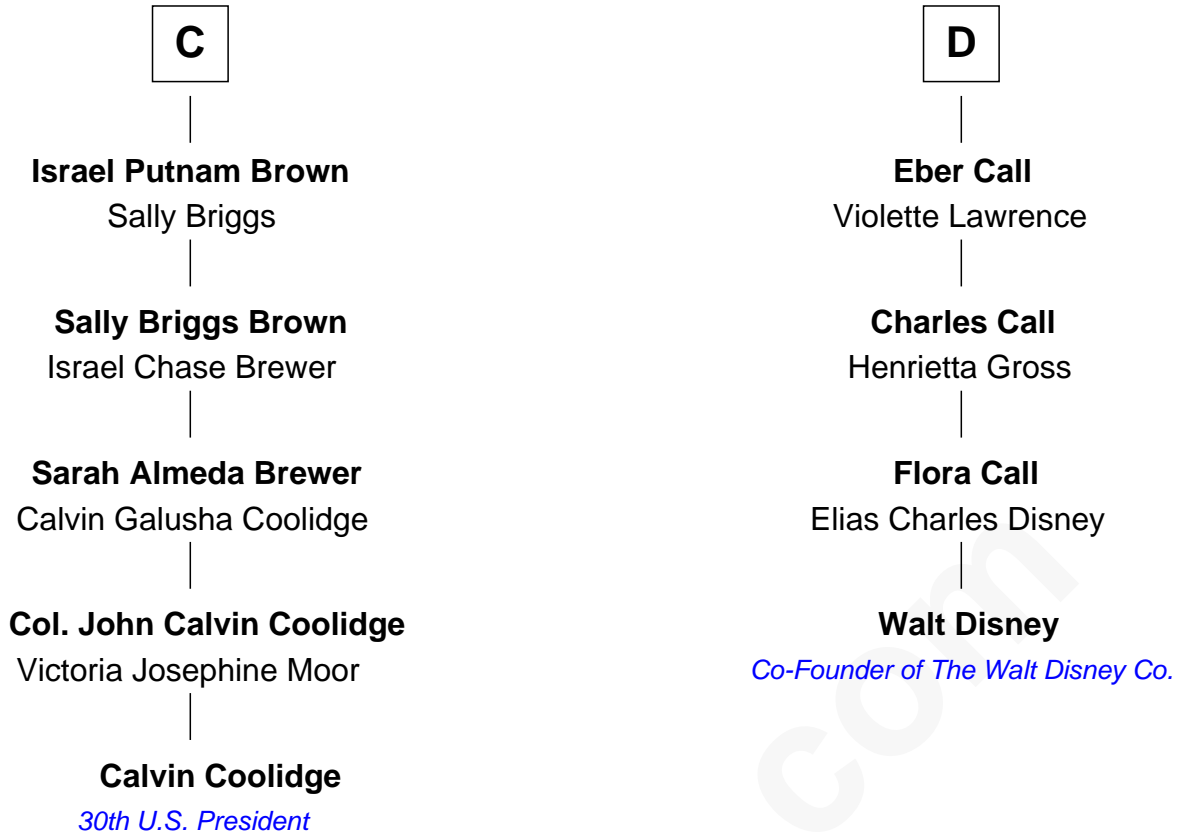 C
Israel Putnam Brown
Sally Briggs
Sally Briggs Brown
Israel Chase Brewer
Sarah Almeda Brewer
Calvin Galusha Coolidge
Col. John Calvin Coolidge
Victoria Josephine Moor
Calvin Coolidge
30th U.S. President
D
Eber Call
Violette Lawrence
Charles Call
Henrietta Gross
Flora Call
Elias Charles Disney
Walt Disney
Co-Founder of The Walt Disney Co.
com